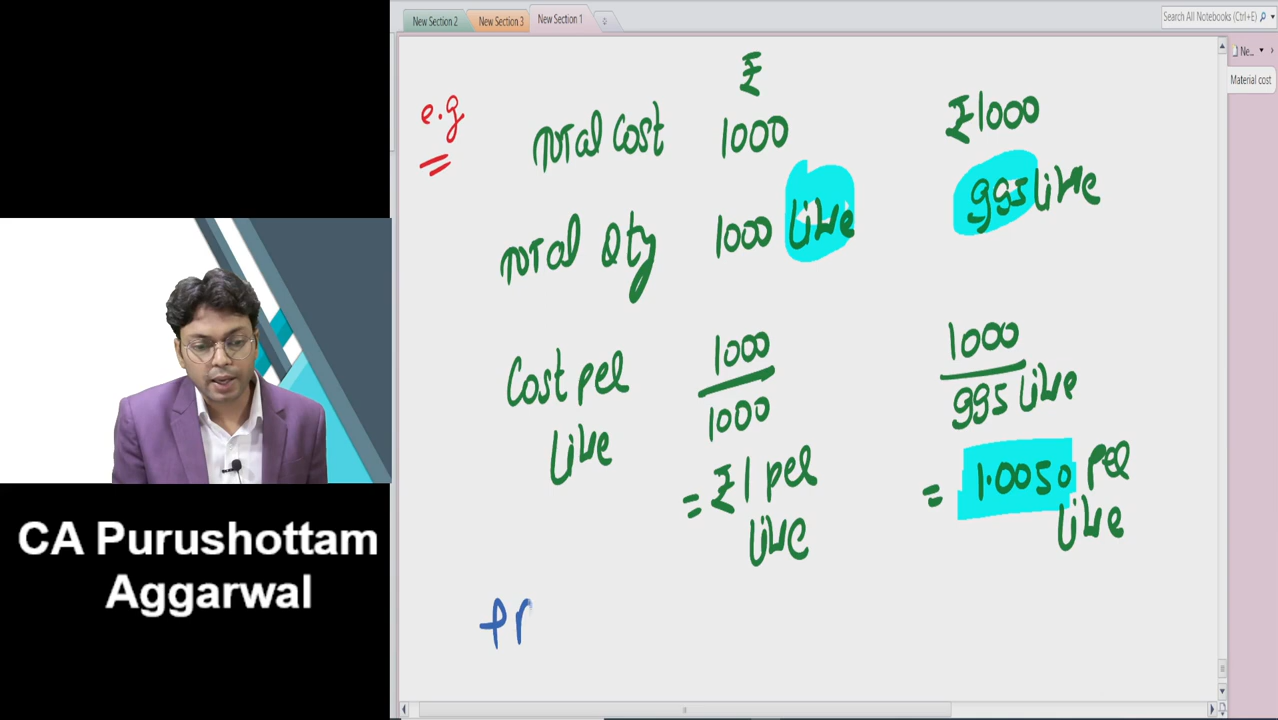 New Section 2 New Section 3 New Section 1
Search All Notebooks (Ctrl+E)
Ne...
Material cost
e.g
₹
Total Cost 1000 ₹1000
Total Qty 1000 Litre 995 Litre
Cost per Litre
1000
1000
= ₹1 per Litre
1000
995 Litre
= 1.0050 per Litre
Pr
CA Purushottam
Aggarwal